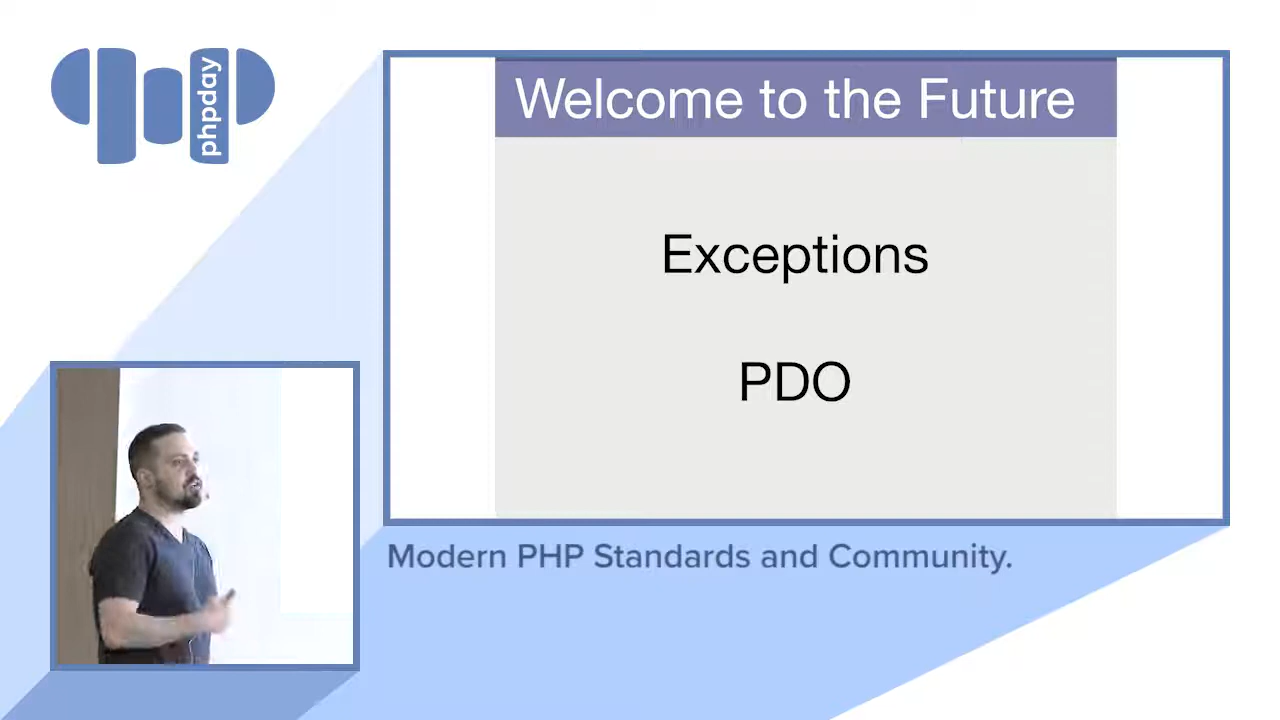 phpday
Welcome to the Future
Exceptions
PDO
Modern PHP Standards and Community.